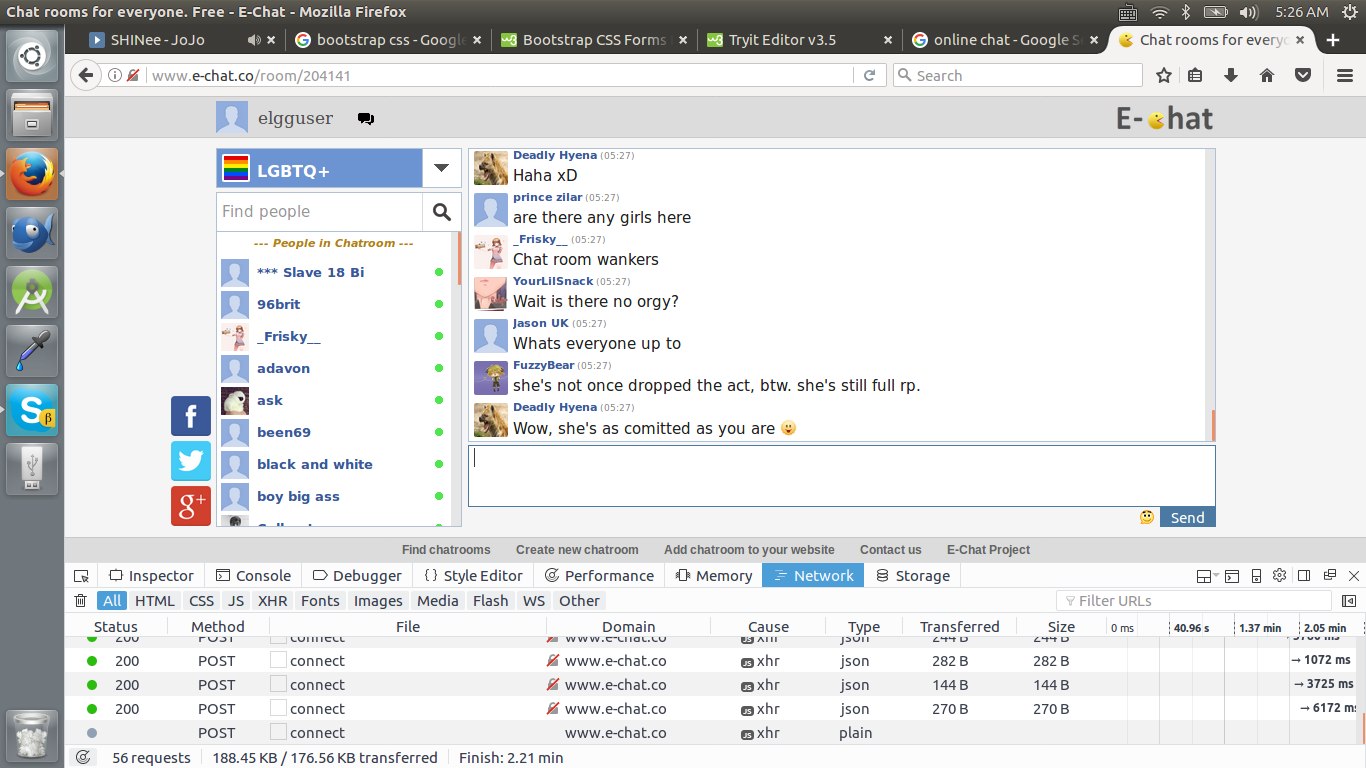 Chat rooms for everyone. Free - E-Chat - Mozilla Firefox
5:26 AM
SHINee - JoJo
bootstrap css - Googl
Bootstrap CSS Forms
Tryit Editor v3.5
online chat - Google S
Chat rooms for every
www.e-chat.co/room/204141
Search
elgguser
E-chat
LGBTQ+
Find people
--- People in Chatroom ---
*** Slave 18 Bi
96brit
_Frisky__
adavon
ask
been69
black and white
boy big ass
Deadly Hyena (05:27)
Haha xD
prince zilar (05:27)
are there any girls here
_Frisky__ (05:27)
Chat room wankers
YourLilSnack (05:27)
Wait is there no orgy?
Jason UK (05:27)
Whats everyone up to
FuzzyBear (05:27)
she's not once dropped the act, btw. she's still full rp.
Deadly Hyena (05:27)
Wow, she's as comitted as you are
Send
Find chatrooms Create new chatroom Add chatroom to your website Contact us E-Chat Project
Inspector Console Debugger Style Editor Performance Memory Network Storage
All HTML CSS JS XHR Fonts Images Media Flash WS Other Filter URLs
Status Method File Domain Cause Type Transferred Size 0 ms 40.96 s 1.37 min 2.05 min
200 POST connect www.e-chat.co JS xhr json 244 B 244 B
200 POST connect www.e-chat.co JS xhr json 282 B 282 B → 1072 ms
200 POST connect www.e-chat.co JS xhr json 144 B 144 B → 3725 ms
200 POST connect www.e-chat.co JS xhr json 270 B 270 B → 6172 ms
POST connect www.e-chat.co JS xhr plain
56 requests 188.45 KB / 176.56 KB transferred Finish: 2.21 min